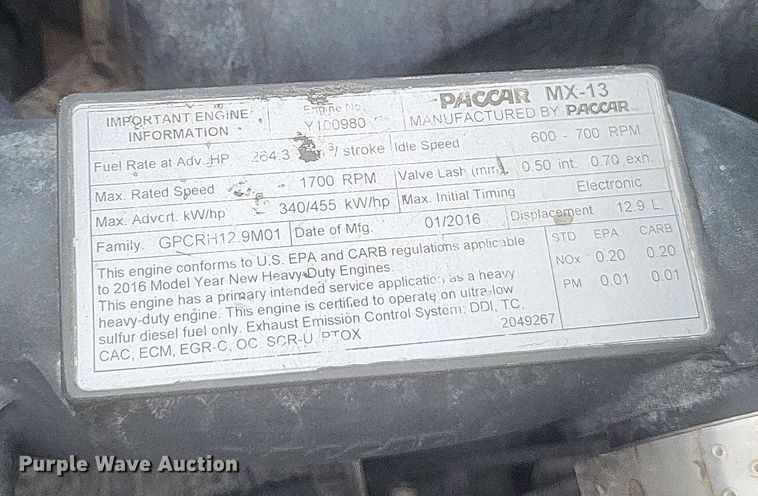 IMPORTANT ENGINE INFORMATION
Engine No. Y100980
PACCAR MX-13
MANUFACTURED BY PACCAR
Fuel Rate at Adv. HP 264.3 /stroke Idle Speed 600 - 700 RPM
Max. Rated Speed 1700 RPM Valve Lash (mm) 0.50 int. 0.70 exh.
Max. Advert. kW/hp 340/455 kW/hp Max. Initial Timing Electronic
Family GPCRH12.9M01 Date of Mfg. 01/2016 Displacement 12.9 L.
This engine conforms to U.S. EPA and CARB regulations applicable
to 2016 Model Year New Heavy-Duty Engines.
This engine has a primary intended service application as a heavy
heavy-duty engine. This engine is certified to operate on ultra-low
sulfur diesel fuel only. Exhaust Emission Control System: DDI, TC,
CAC, ECM, EGR-C, OC, SCR-U, PTOX
2049267
STD EPA CARB
NOx 0.20 0.20
PM 0.01 0.01
Purple Wave Auction